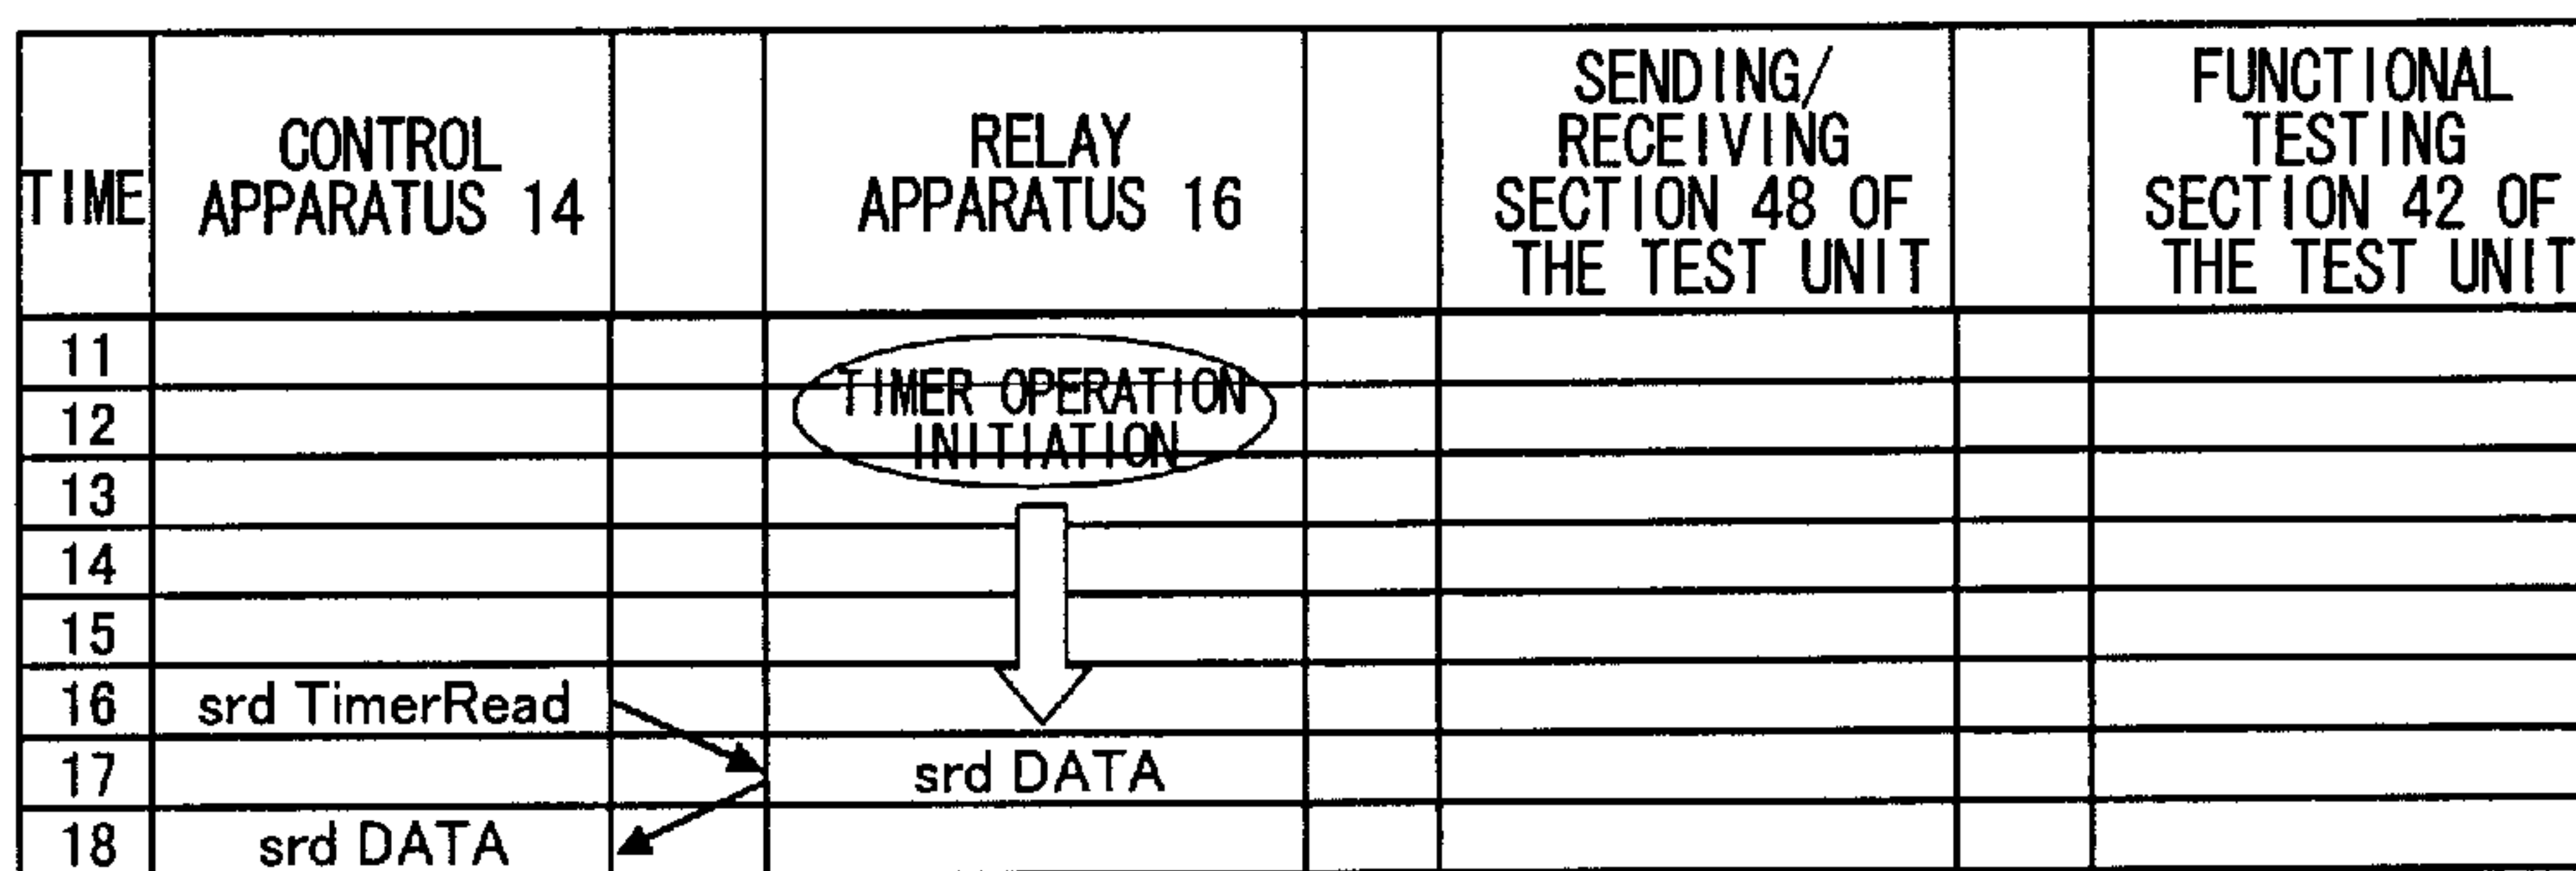 TIME
CONTROL
APPARATUS 14
RELAY
APPARATUS 16
SENDING/
RECEIVING
SECTION 48 OF
THE TEST UNIT
FUNCTIONAL
TESTING
SECTION 42 OF
THE TEST UNIT
11
TIMER OPERATION
INITIATION
12
13
14
15
16 srd TimerRead
17 srd DATA
18 srd DATA